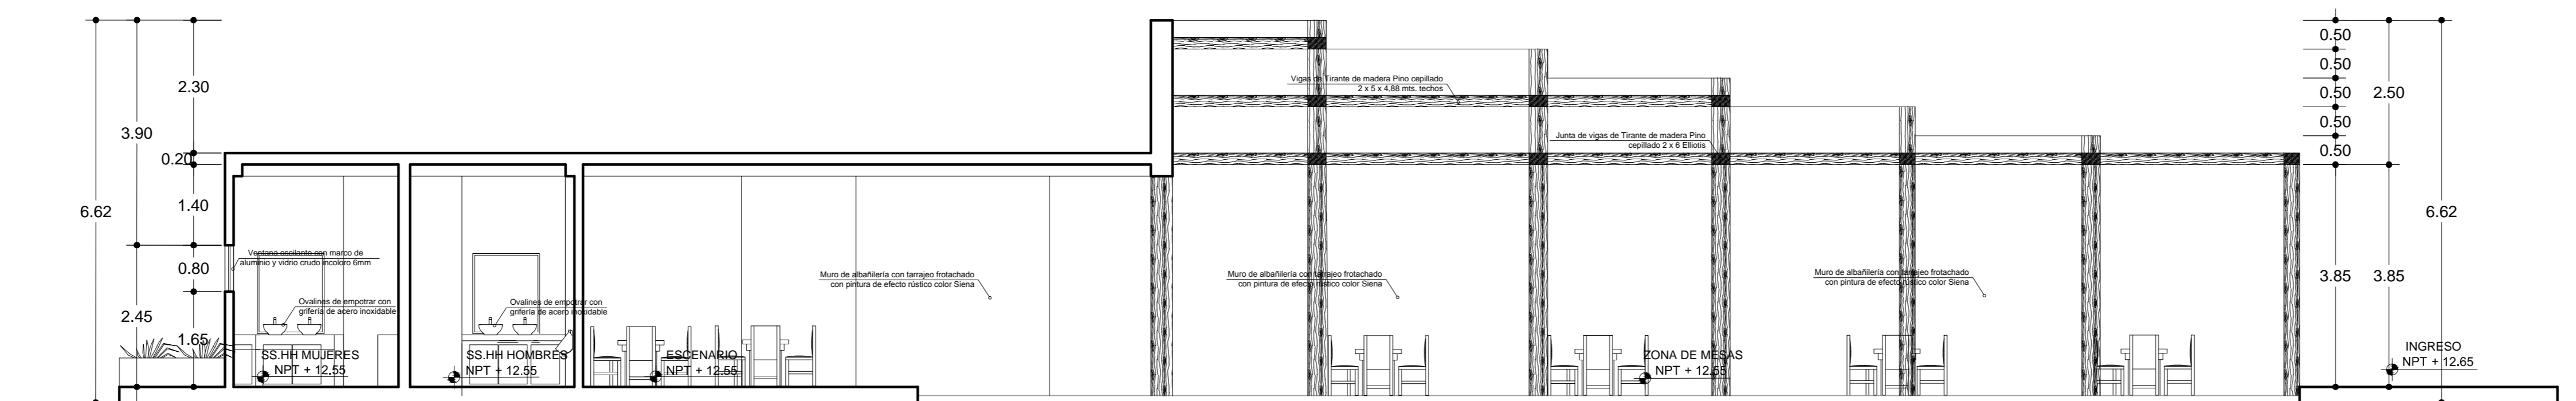 6.62
3.90
2.45
2.30
0.20
1.40
0.80
1.65
Ventana oscilante con marco de
aluminio y vidrio crudo incoloro 6mm
Ovalines de empotrar con
grifería de acero inoxidable
SS.HH MUJERES
NPT + 12.55
Ovalines de empotrar con
grifería de acero inoxidable
SS.HH HOMBRES
NPT + 12.55
ESCENARIO
NPT + 12.55
Muro de albañilería con tarrajeo frotachado
con pintura de efecto rústico color Siena
Vigas de Tirante de madera Pino cepillado
2 x 5 x 4,88 mts. techos
Junta de vigas de Tirante de madera Pino
cepillado 2 x 6 Elliotis
Muro de albañilería con tarrajeo frotachado
con pintura de efecto rústico color Siena
ZONA DE MESAS
NPT + 12.55
Muro de albañilería con tarrajeo frotachado
con pintura de efecto rústico color Siena
0.50
0.50
0.50
0.50
0.50
3.85
2.50
3.85
6.62
INGRESO
NPT + 12.65